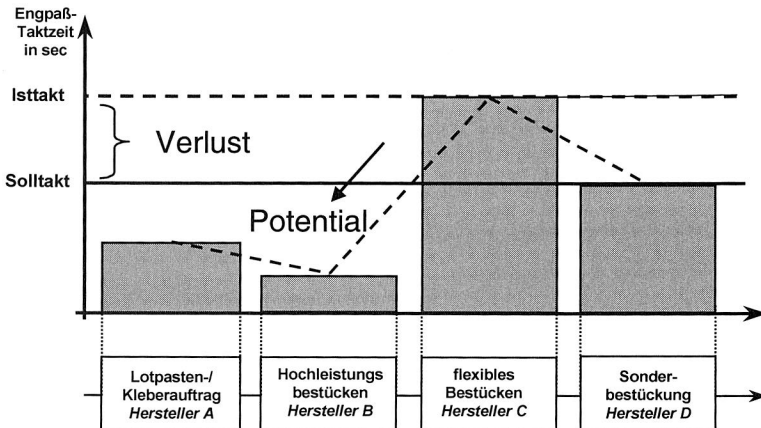 Engpaß-
Taktzeit
in sec
Isttakt
Verlust
Solltakt
Potential
Lotpasten-/
Kleberauftrag
Hersteller A
Hochleistungs
bestücken
Hersteller B
flexibles
Bestücken
Hersteller C
Sonder-
bestückung
Hersteller D